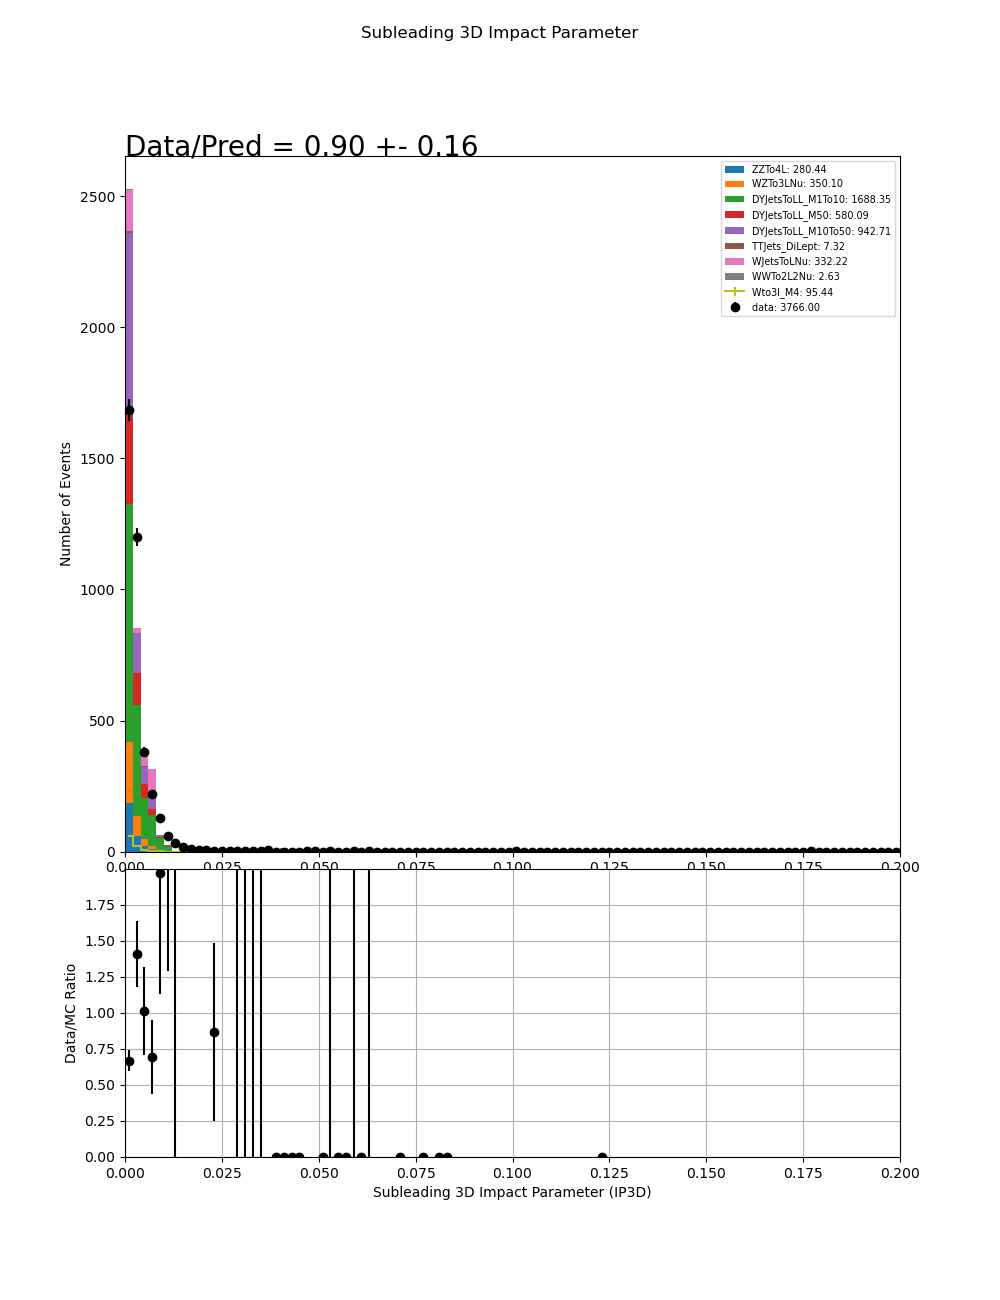 Subleading 3D Impact Parameter
Data/Pred = 0.90 +- 0.16
ZZTo4L: 280.44
WZTo3LNu: 350.10
DYJetsToLL_M1To10: 1688.35
DYJetsToLL_M50: 580.09
DYJetsToLL_M10To50: 942.71
TTJets_DiLept: 7.32
WJetsToLNu: 332.22
WWTo2L2Nu: 2.63
Wto3l_M4: 95.44
data: 3766.00
Number of Events
2500
2000
1500
1000
500
0
0.000 0.025 0.050 0.075 0.100 0.125 0.150 0.175 0.200
Data/MC Ratio
1.75
1.50
1.25
1.00
0.75
0.50
0.25
0.00
0.000 0.025 0.050 0.075 0.100 0.125 0.150 0.175 0.200
Subleading 3D Impact Parameter (IP3D)